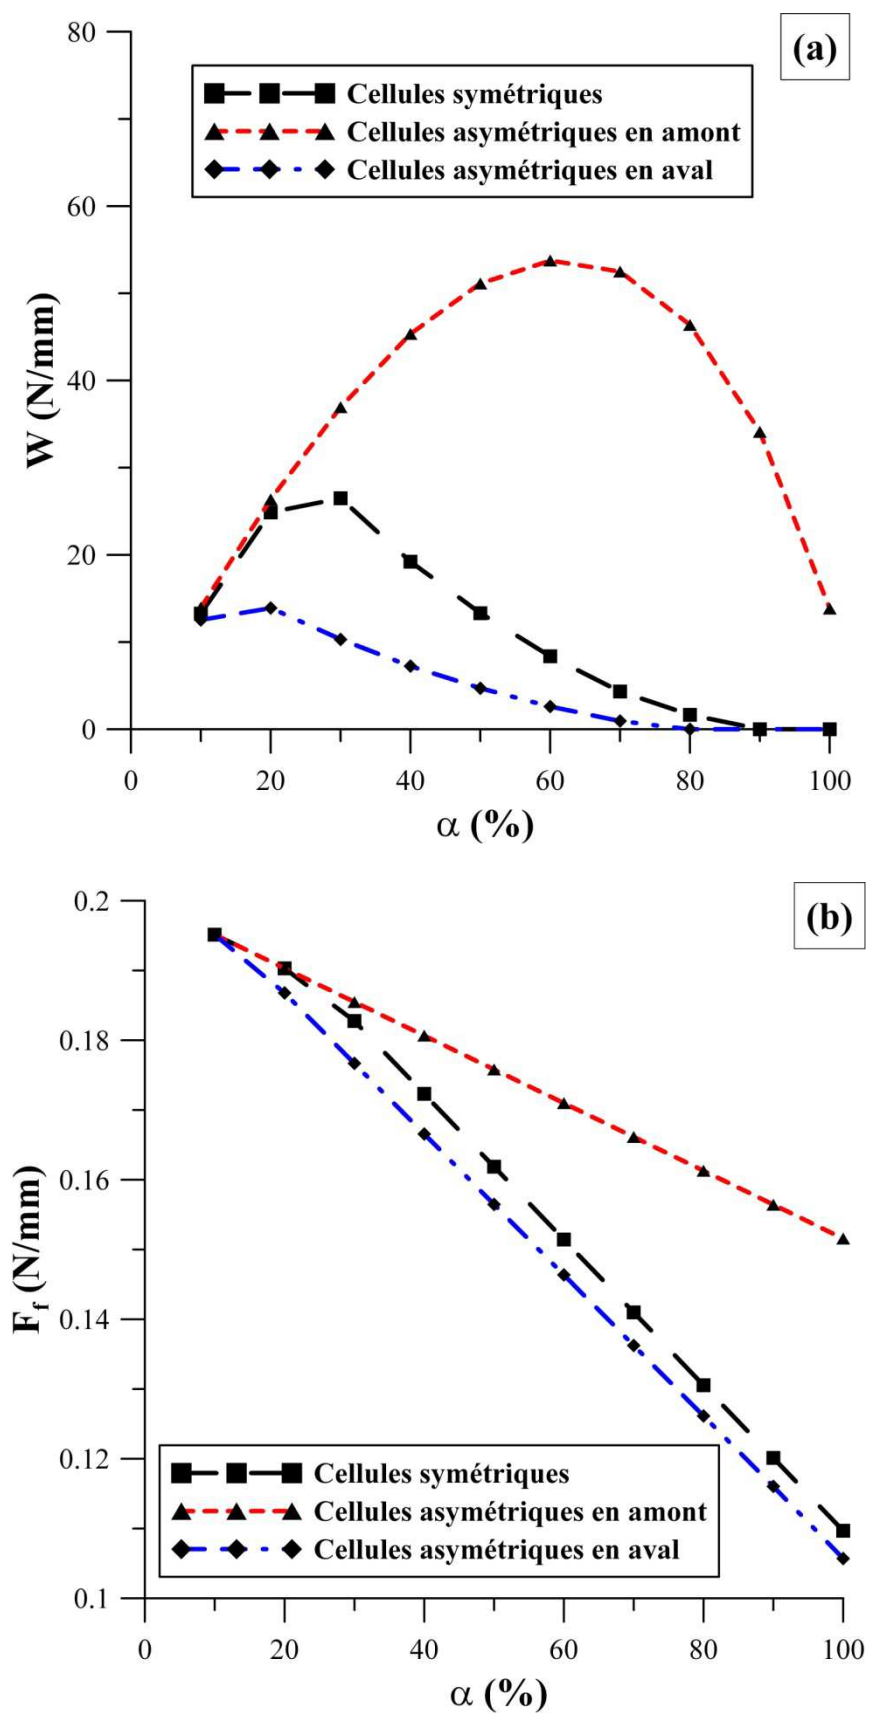 (a)
80
60
40
20
0
W (N/mm)
Cellules symétriques
Cellules asymétriques en amont
Cellules asymétriques en aval
0 20 40 60 80 100
α (%)
(b)
0.2
0.18
0.16
0.14
0.12
0.1
F_f (N/mm)
Cellules symétriques
Cellules asymétriques en amont
Cellules asymétriques en aval
0 20 40 60 80 100
α (%)